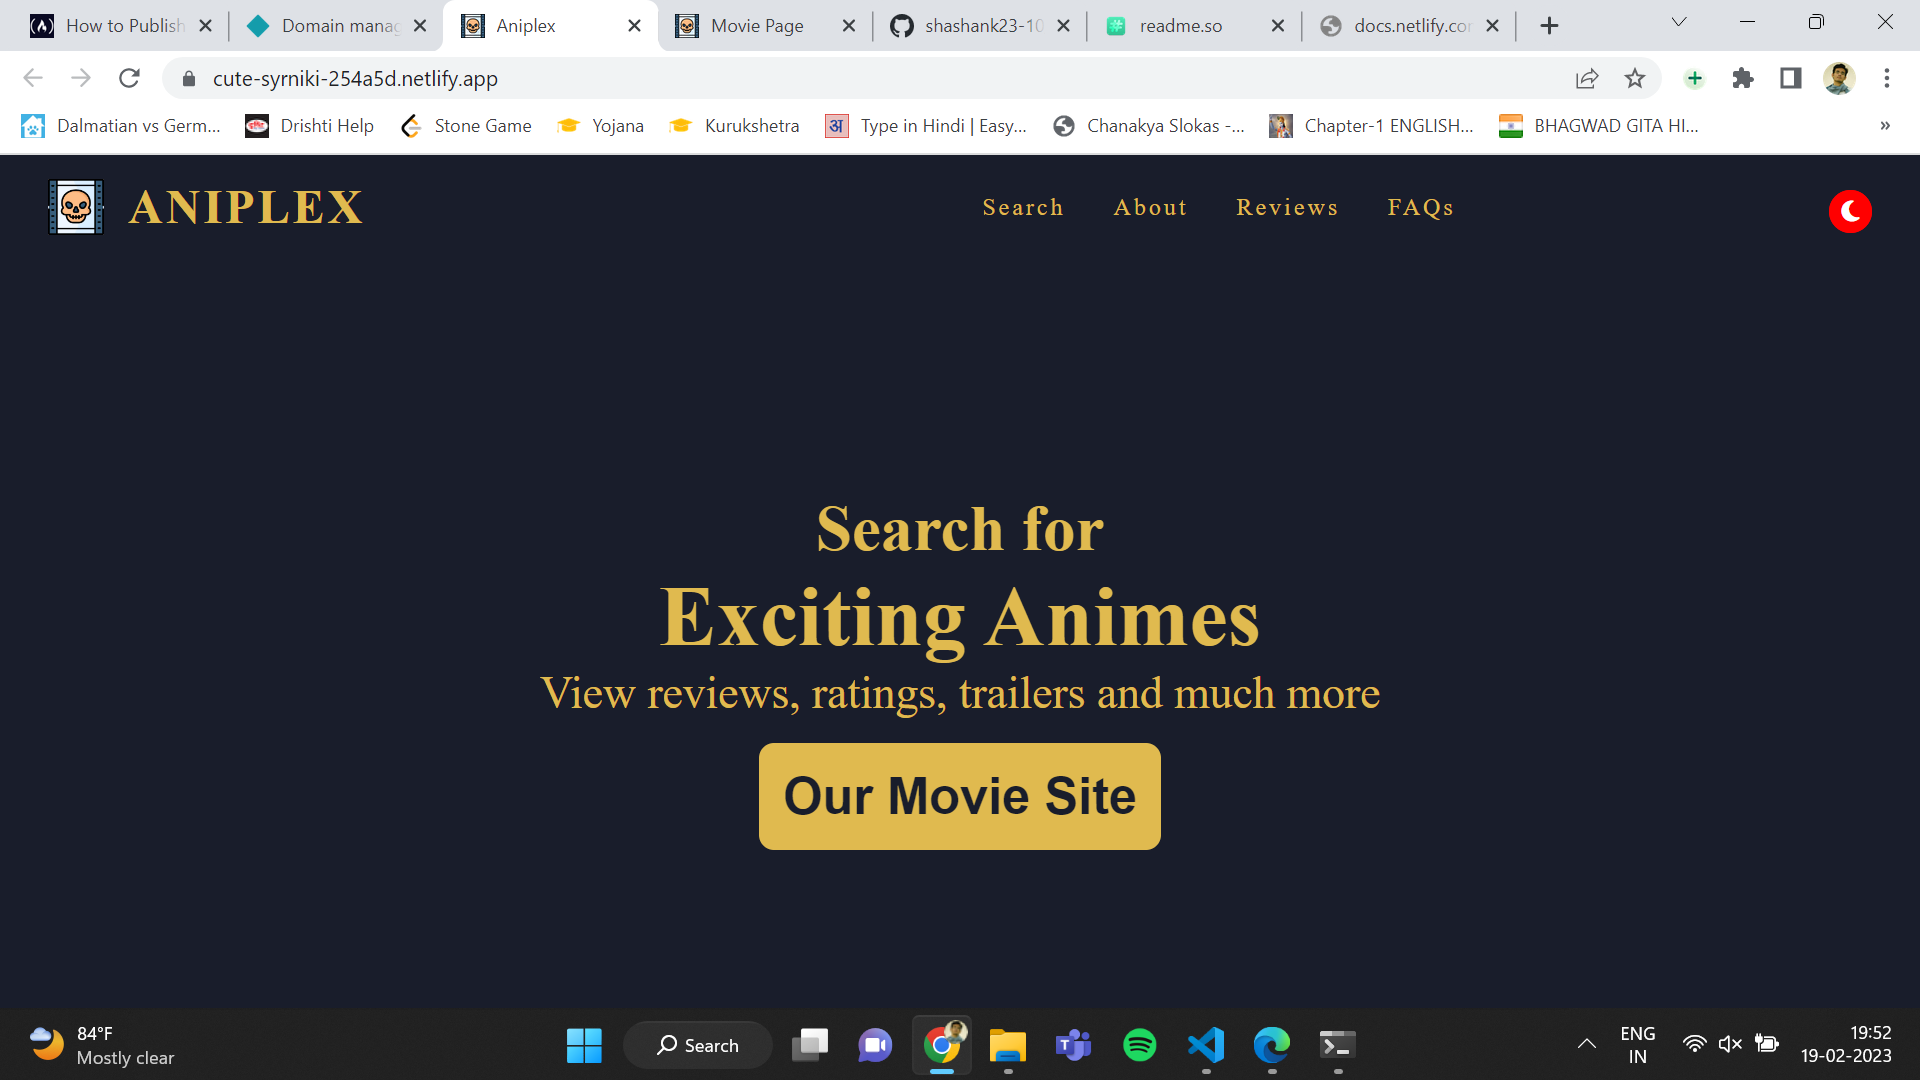 How to Publish
Domain manag
Aniplex
Movie Page
shashank23-10
readme.so
docs.netlify.cor
cute-syrniki-254a5d.netlify.app
Dalmatian vs Germ...
Drishti Help
Stone Game
Yojana
Kurukshetra
अ
Type in Hindi | Easy...
Chanakya Slokas -...
Chapter-1 ENGLISH...
BHAGWAD GITA HI...
»
ANIPLEX
Search
About
Reviews
FAQs
Search for
Exciting Animes
View reviews, ratings, trailers and much more
Our Movie Site
84°F
Mostly clear
Search
ENG
IN
19:52
19-02-2023